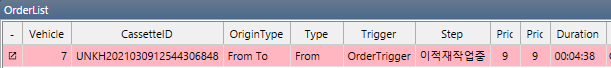 OrderList
- Vehicle CassetteID OriginType Type Trigger Step Pric Pric Duration
7 UNKH2021030912544306848 From To From OrderTrigger 이적재작업중 9 9 00:04:38